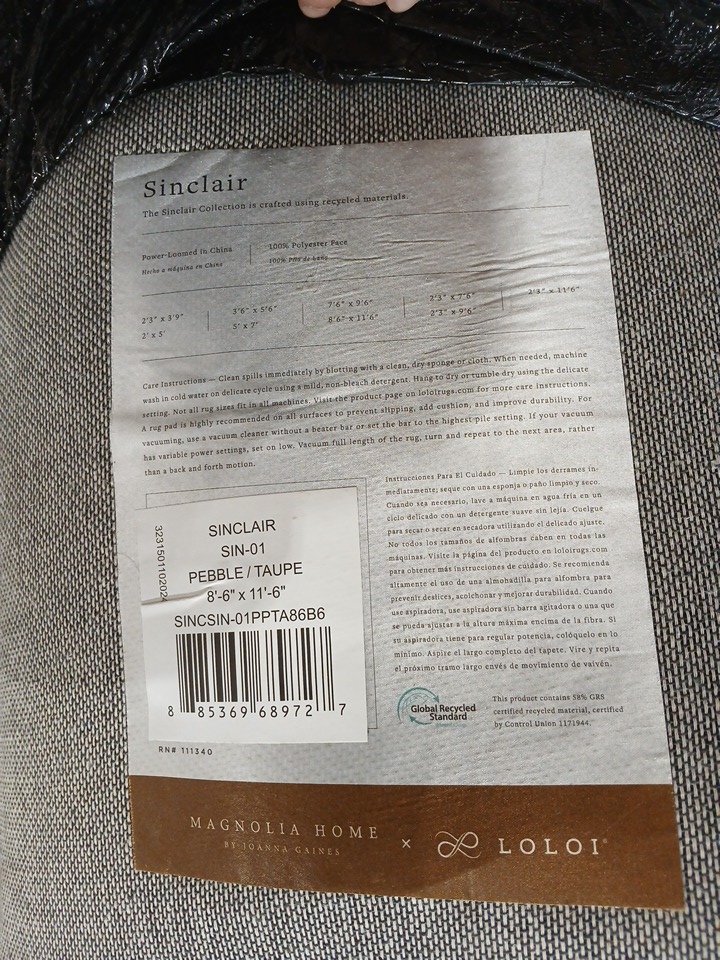 Sinclair
The Sinclair Collection is crafted using recycled materials.
Power-Loomed in China
Hecho a máquina en China
100% Polyester Face
100% Pila de
2'3" x 3'9"
2' x 5'
3'6" x 5'6"
5' x 7'
7'6" x 9'6"
8'6" x 11'6"
2'3" x 7'6"
2'3" x 9'6"
2'3" x 11'6"
Care Instructions — Clean spills immediately by blotting with a clean, dry sponge or cloth. When needed, machine
wash in cold water on delicate cycle using a mild, non-bleach detergent. Hang to dry or tumble dry using the delicate
setting. Not all rug sizes fit in all machines. Visit the product page on loloirugs.com for more care instructions.
A rug pad is highly recommended on all surfaces to prevent slipping, add cushion, and improve durability. For
vacuuming, use a vacuum cleaner without a beater bar or set the bar to the highest pile setting. If your vacuum
has variable power settings, set on low. Vacuum full length of the rug, turn and repeat to the next area, rather
than a back and forth motion.
Instrucciones Para El Cuidado — Limpie los derrames in-
mediatamente; seque con una esponja o paño limpio y seco.
Cuando sea necesario, lave a máquina en agua fría en un
ciclo delicado con un detergente suave sin lejía. Cuelgue
para secar o secar en secadora utilizando el delicado ajuste.
No todos los tamaños de alfombras caben en todas las
máquinas. Visite la página del producto en loloirugs.com
para obtener más instrucciones de cuidado. Se recomienda
altamente el uso de una almohadilla para alfombra para
prevenir deslices, acolchonar y mejorar durabilidad. Cuando
use aspiradora, use aspiradora sin barra agitadora o una que
se pueda ajustar a la altura máxima encima de la fibra. Si
su aspiradora tiene para regular potencia, colóquelo en lo
mínimo. Aspire el largo completo del tapete. Vire y repita
el próximo tramo largo envés de movimiento de vaivén.
323150110202
SINCLAIR
SIN-01
PEBBLE / TAUPE
8'-6" x 11'-6"
SINCSIN-01PPTA86B6
8 85369 68972 7
RN# 111340
Global Recycled
Standard
This product contains 58% GRS
certified recycled material, certified
by Control Union 1171944.
MAGNOLIA HOME
BY JOANNA GAINES
×
LOLOI®